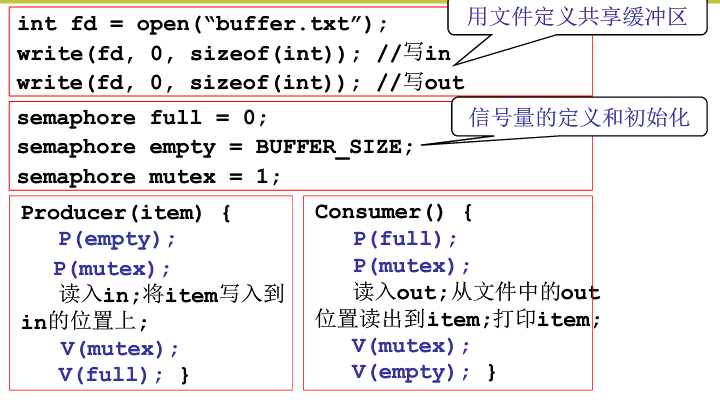 int fd = open(“buffer.txt”);
用文件定义共享缓冲区
write(fd, 0, sizeof(int)); //写in
write(fd, 0, sizeof(int)); //写out
semaphore full = 0;
信号量的定义和初始化
semaphore empty = BUFFER_SIZE;
semaphore mutex = 1;
Producer(item) {
P(empty);
P(mutex);
读入in;将item写入到
in的位置上;
V(mutex);
V(full); }
Consumer() {
P(full);
P(mutex);
读入out;从文件中的out
位置读出到item;打印item;
V(mutex);
V(empty); }